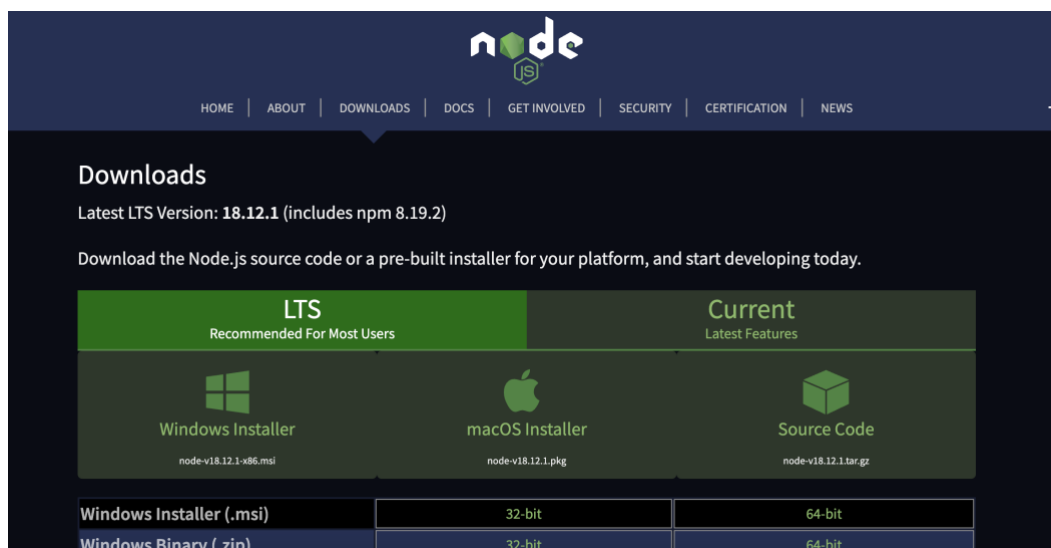 node
JS
HOME | ABOUT | DOWNLOADS | DOCS | GET INVOLVED | SECURITY | CERTIFICATION | NEWS
Downloads
Latest LTS Version: 18.12.1 (includes npm 8.19.2)
Download the Node.js source code or a pre-built installer for your platform, and start developing today.
LTS Current
Recommended For Most Users Latest Features
Windows Installer macOS Installer Source Code
node-v18.12.1-x86.msi node-v18.12.1.pkg node-v18.12.1.tar.gz
Windows Installer (.msi) 32-bit 64-bit
Windows Binary (.zip) 32-bit 64-bit